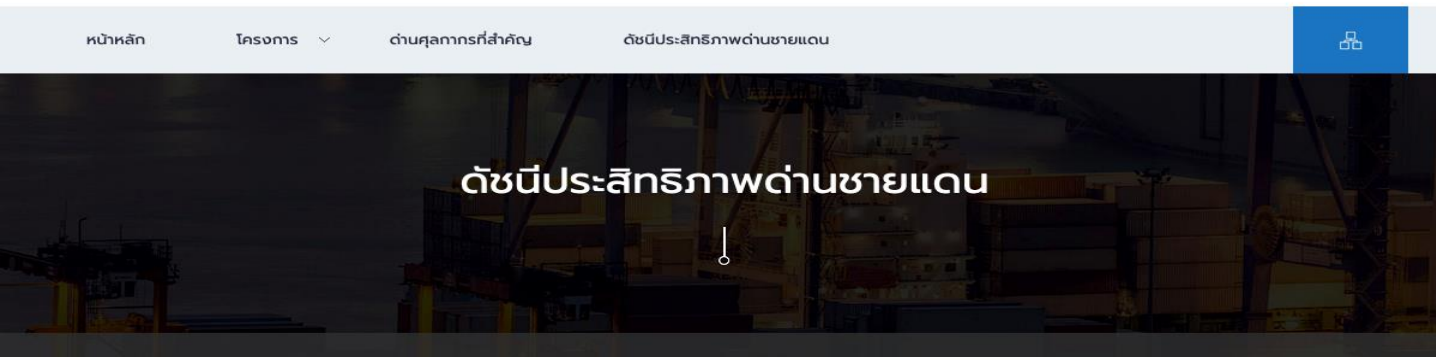 หน้าหลัก โครงการ ด่านศุลกากรที่สำคัญ ดัชนีประสิทธิภาพด่านชายแดน
ดัชนีประสิทธิภาพด่านชายแดน